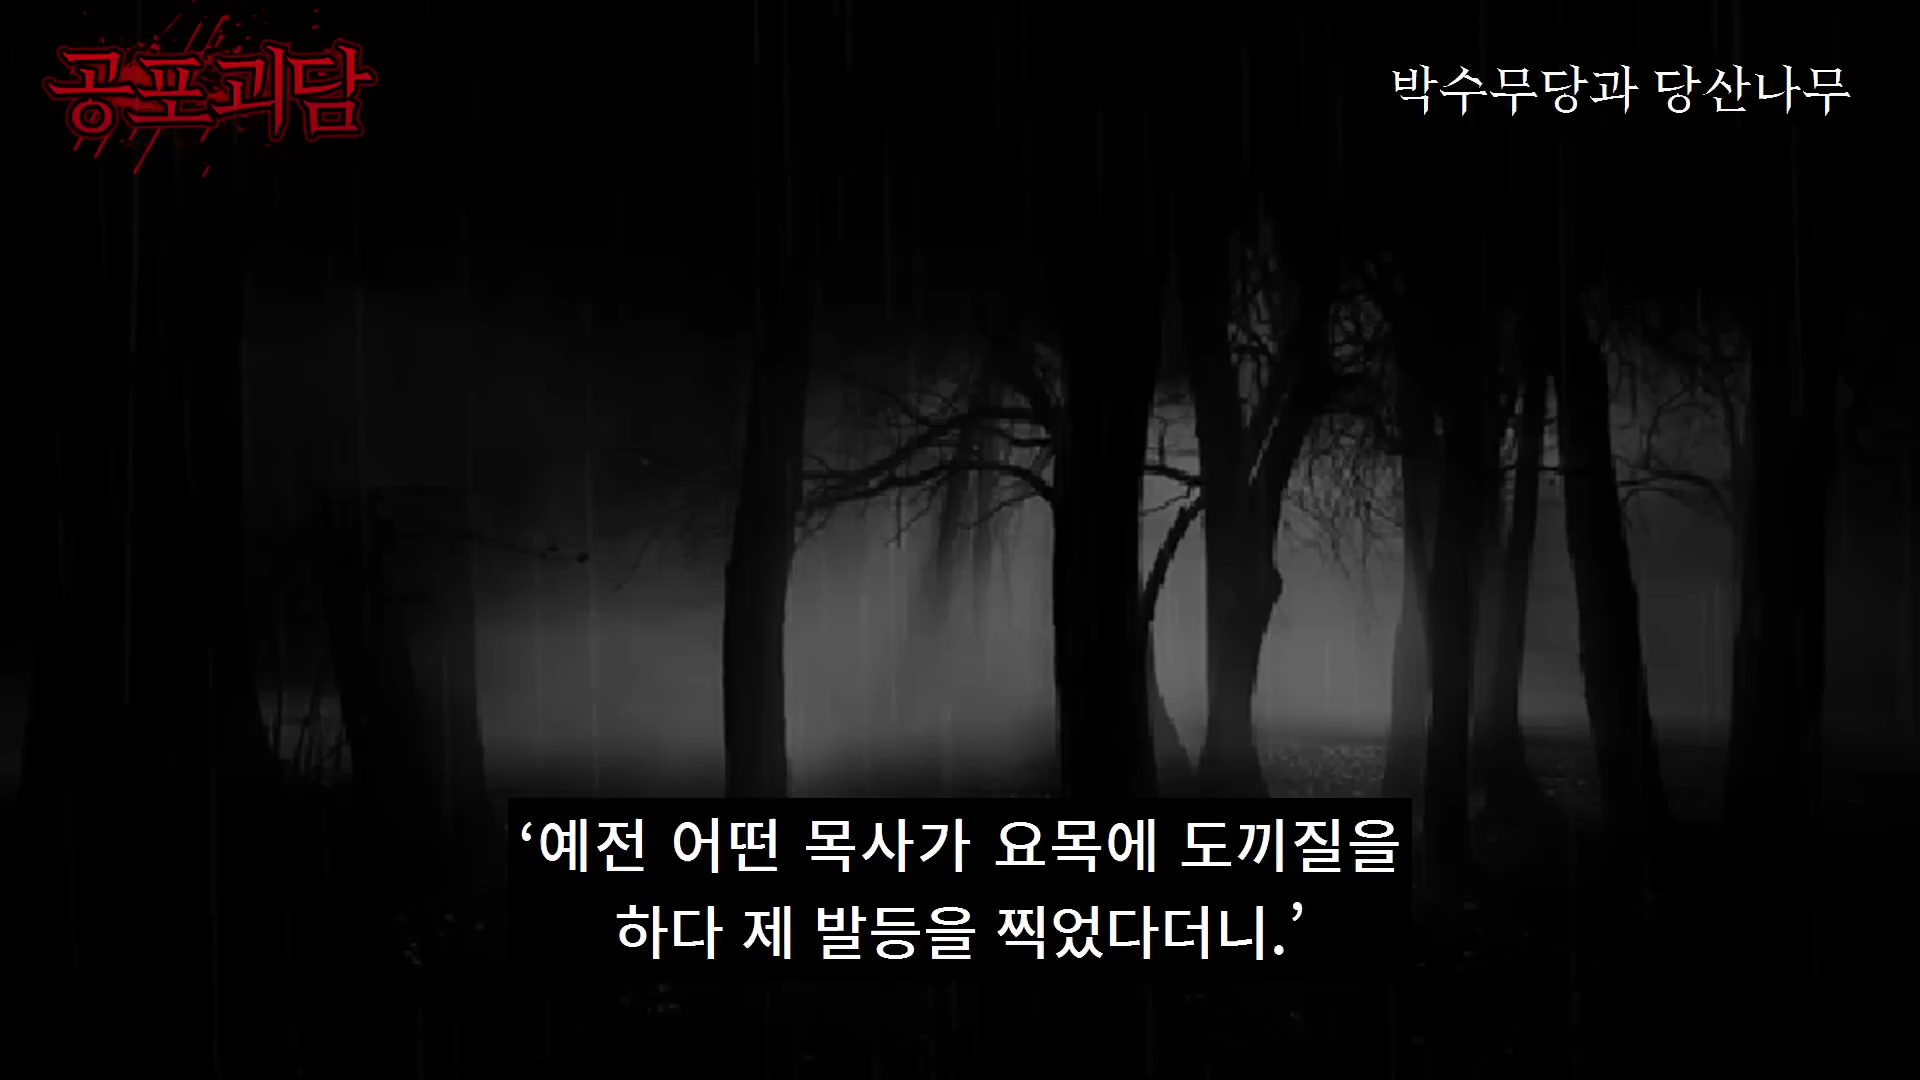 공포괴담
박수무당과 당산나무
‘예전 어떤 목사가 요목에 도끼질을
하다 제 발등을 찍었다더니.’